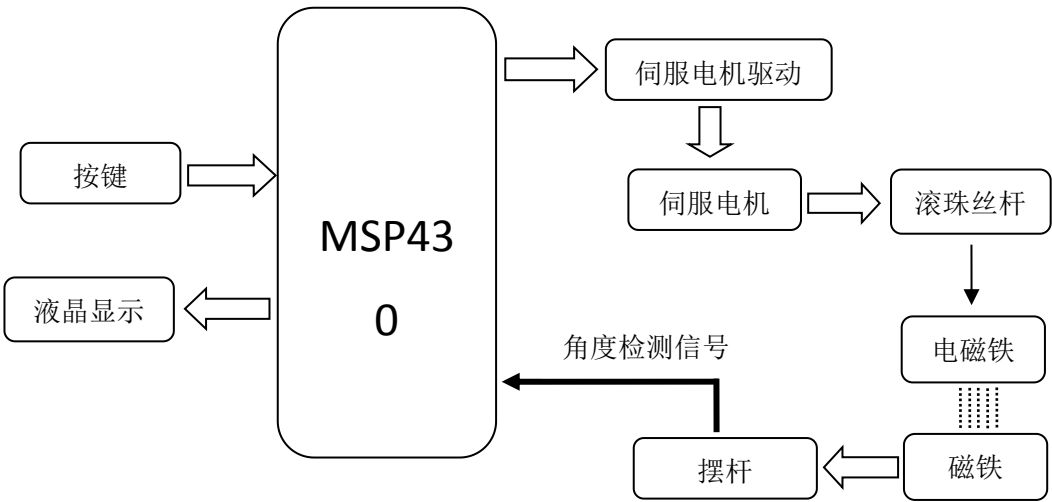 伺服电机驱动
按键
MSP43
0
伺服电机
滚珠丝杆
液晶显示
角度检测信号
电磁铁
摆杆
磁铁